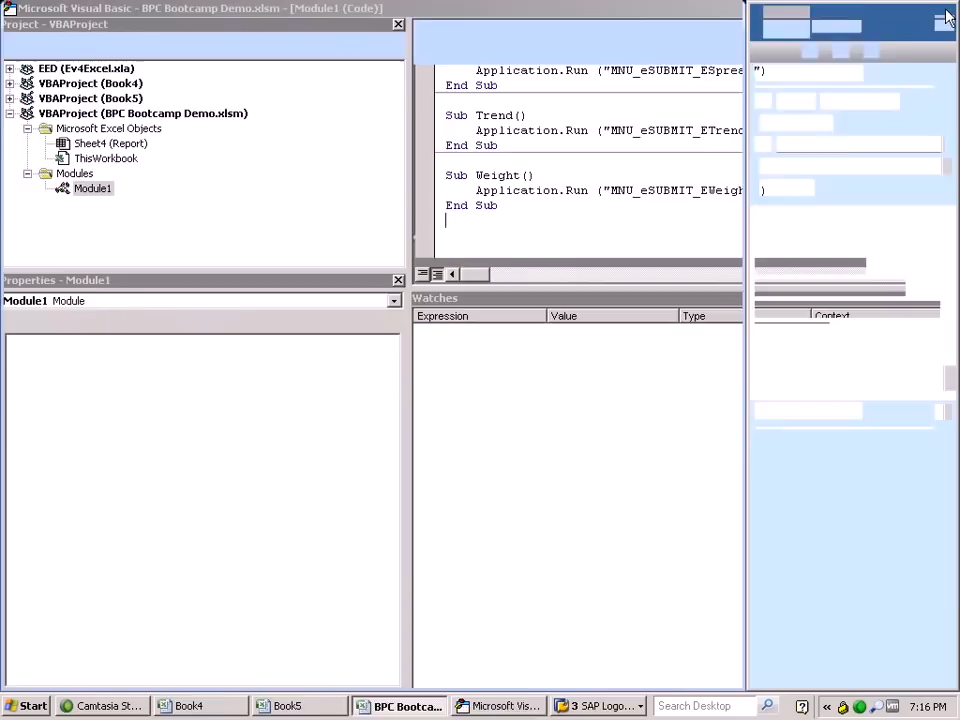 Microsoft Visual Basic - BPC Bootcamp Demo.xlsm - [Module1 (Code)]
Project - VBAProject
EED (Ev4Excel.xla)
VBAProject (Book4)
VBAProject (Book5)
VBAProject (BPC Bootcamp Demo.xlsm)
Microsoft Excel Objects
Sheet4 (Report)
ThisWorkbook
Modules
Module1
Application.Run ("MNU_eSUBMIT_ESprea
")
End Sub
Sub Trend()
Application.Run ("MNU_eSUBMIT_ETrend
End Sub
Sub Weight()
Application.Run ("MNU_eSUBMIT_EWeigh
)
End Sub
Properties - Module1
Module1 Module
Watches
Expression Value Type Context
Start Camtasia St... Book4 Book5 BPC Bootca... Microsoft Vis... 3 SAP Logo... Search Desktop « 7:16 PM